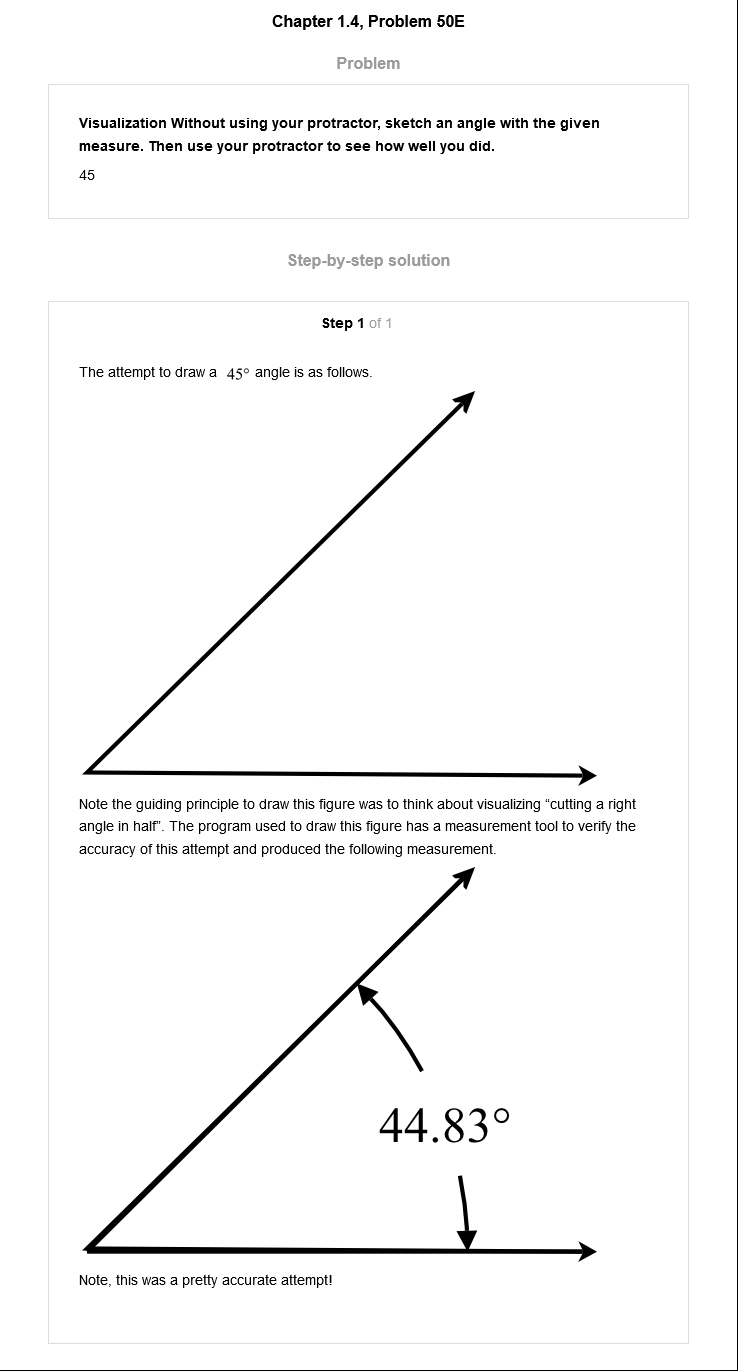 Chapter 1.4, Problem 50E
Problem
Visualization Without using your protractor, sketch an angle with the given
measure. Then use your protractor to see how well you did.
45
Step-by-step solution
Step 1 of 1
The attempt to draw a 45° angle is as follows.
Note the guiding principle to draw this figure was to think about visualizing “cutting a right
angle in half”. The program used to draw this figure has a measurement tool to verify the
accuracy of this attempt and produced the following measurement.
44.83°
Note, this was a pretty accurate attempt!